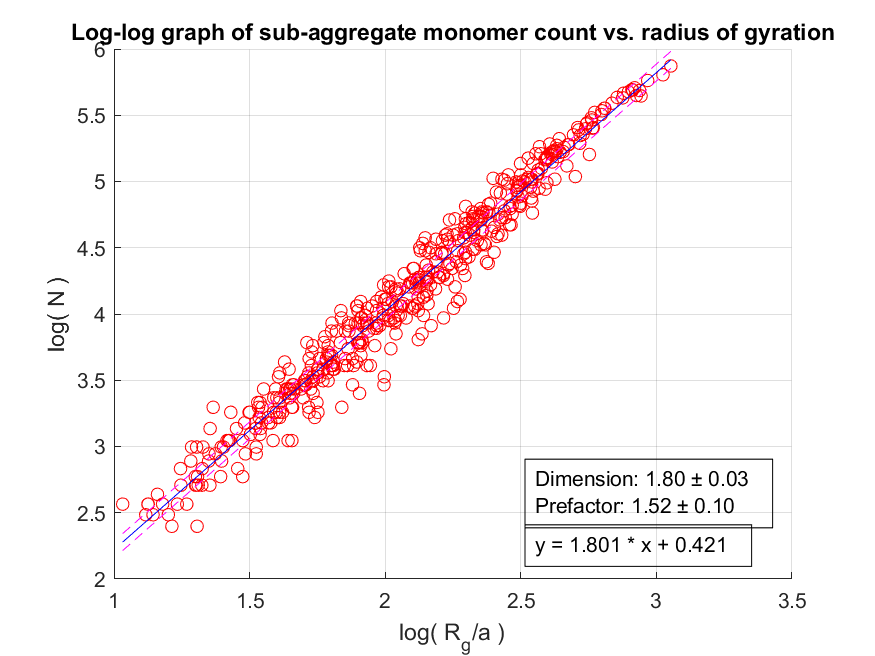 Log-log graph of sub-aggregate monomer count vs. radius of gyration
6
5.5
5
4.5
4
3.5
3
2.5
2
log( N )
Dimension: 1.80 ± 0.03
Prefactor: 1.52 ± 0.10
y = 1.801 * x + 0.421
1
1.5
2
2.5
3
3.5
log( Rg/a )